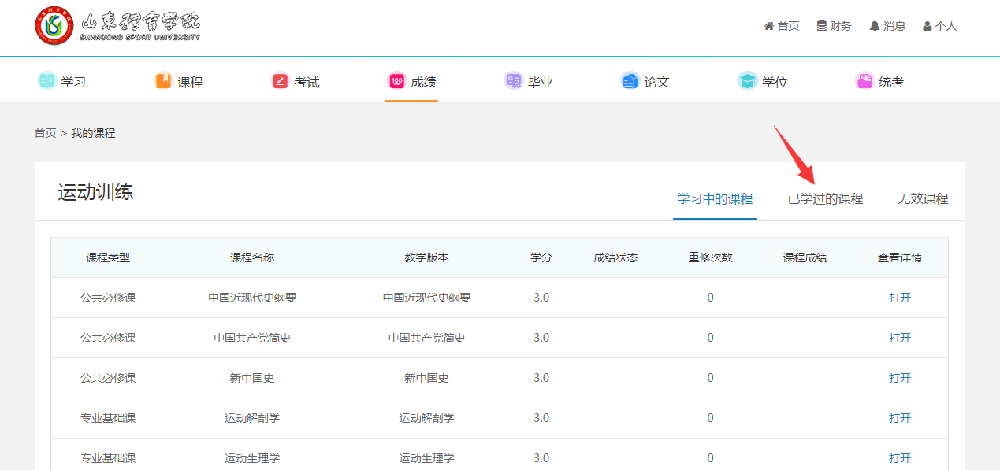 山东体育学院
SHANDONG SPORT UNIVERSITY
首页 财务 消息 个人
学习 课程 考试 100 成绩 毕业 论文 学位 统考
首页 > 我的课程
运动训练
学习中的课程 已学过的课程 无效课程
课程类型 课程名称 教学版本 学分 成绩状态 重修次数 课程成绩 查看详情
公共必修课 中国近现代史纲要 中国近现代史纲要 3.0 0 打开
公共必修课 中国共产党简史 中国共产党简史 3.0 0 打开
公共必修课 新中国史 新中国史 3.0 0 打开
专业基础课 运动解剖学 运动解剖学 3.0 0 打开
专业基础课 运动生理学 运动生理学 3.0 0 打开